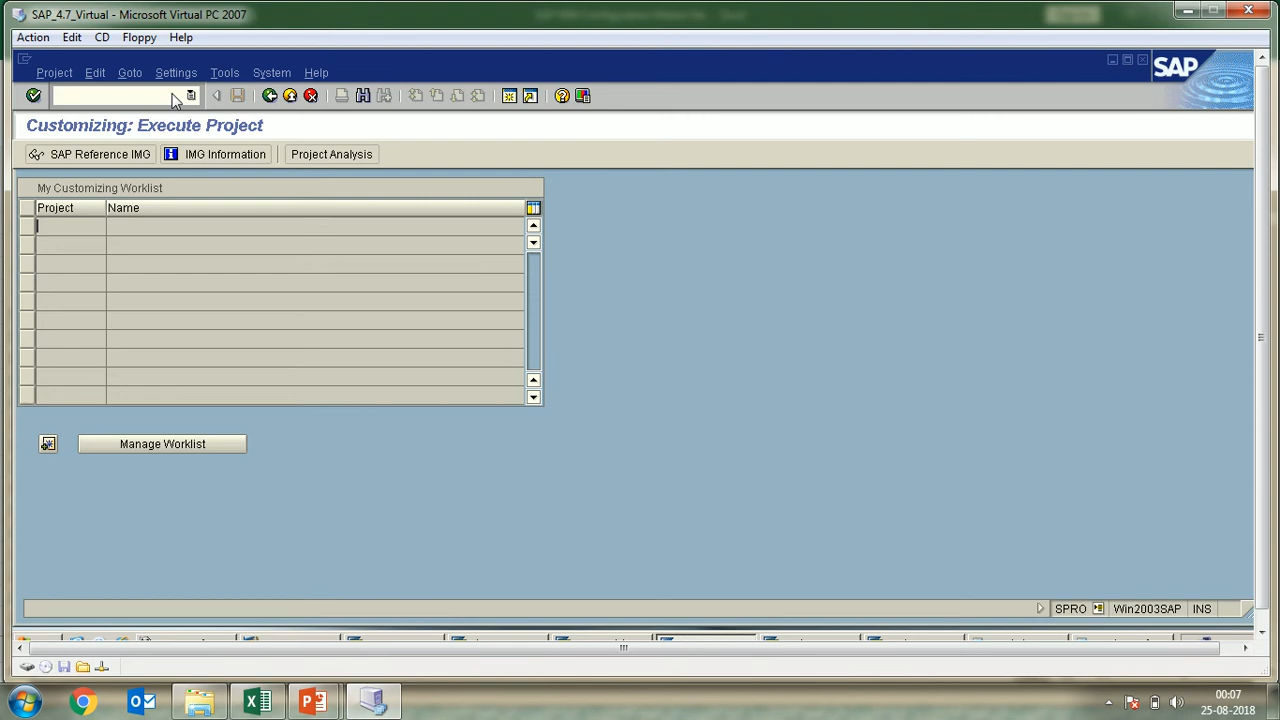 SAP_4.7_Virtual - Microsoft Virtual PC 2007
Action Edit CD Floppy Help
Project Edit Goto Settings Tools System Help
SAP
Customizing: Execute Project
SAP Reference IMG IMG Information Project Analysis
My Customizing Worklist
Project Name
Manage Worklist
SPRO Win2003SAP INS
00:07
25-08-2018